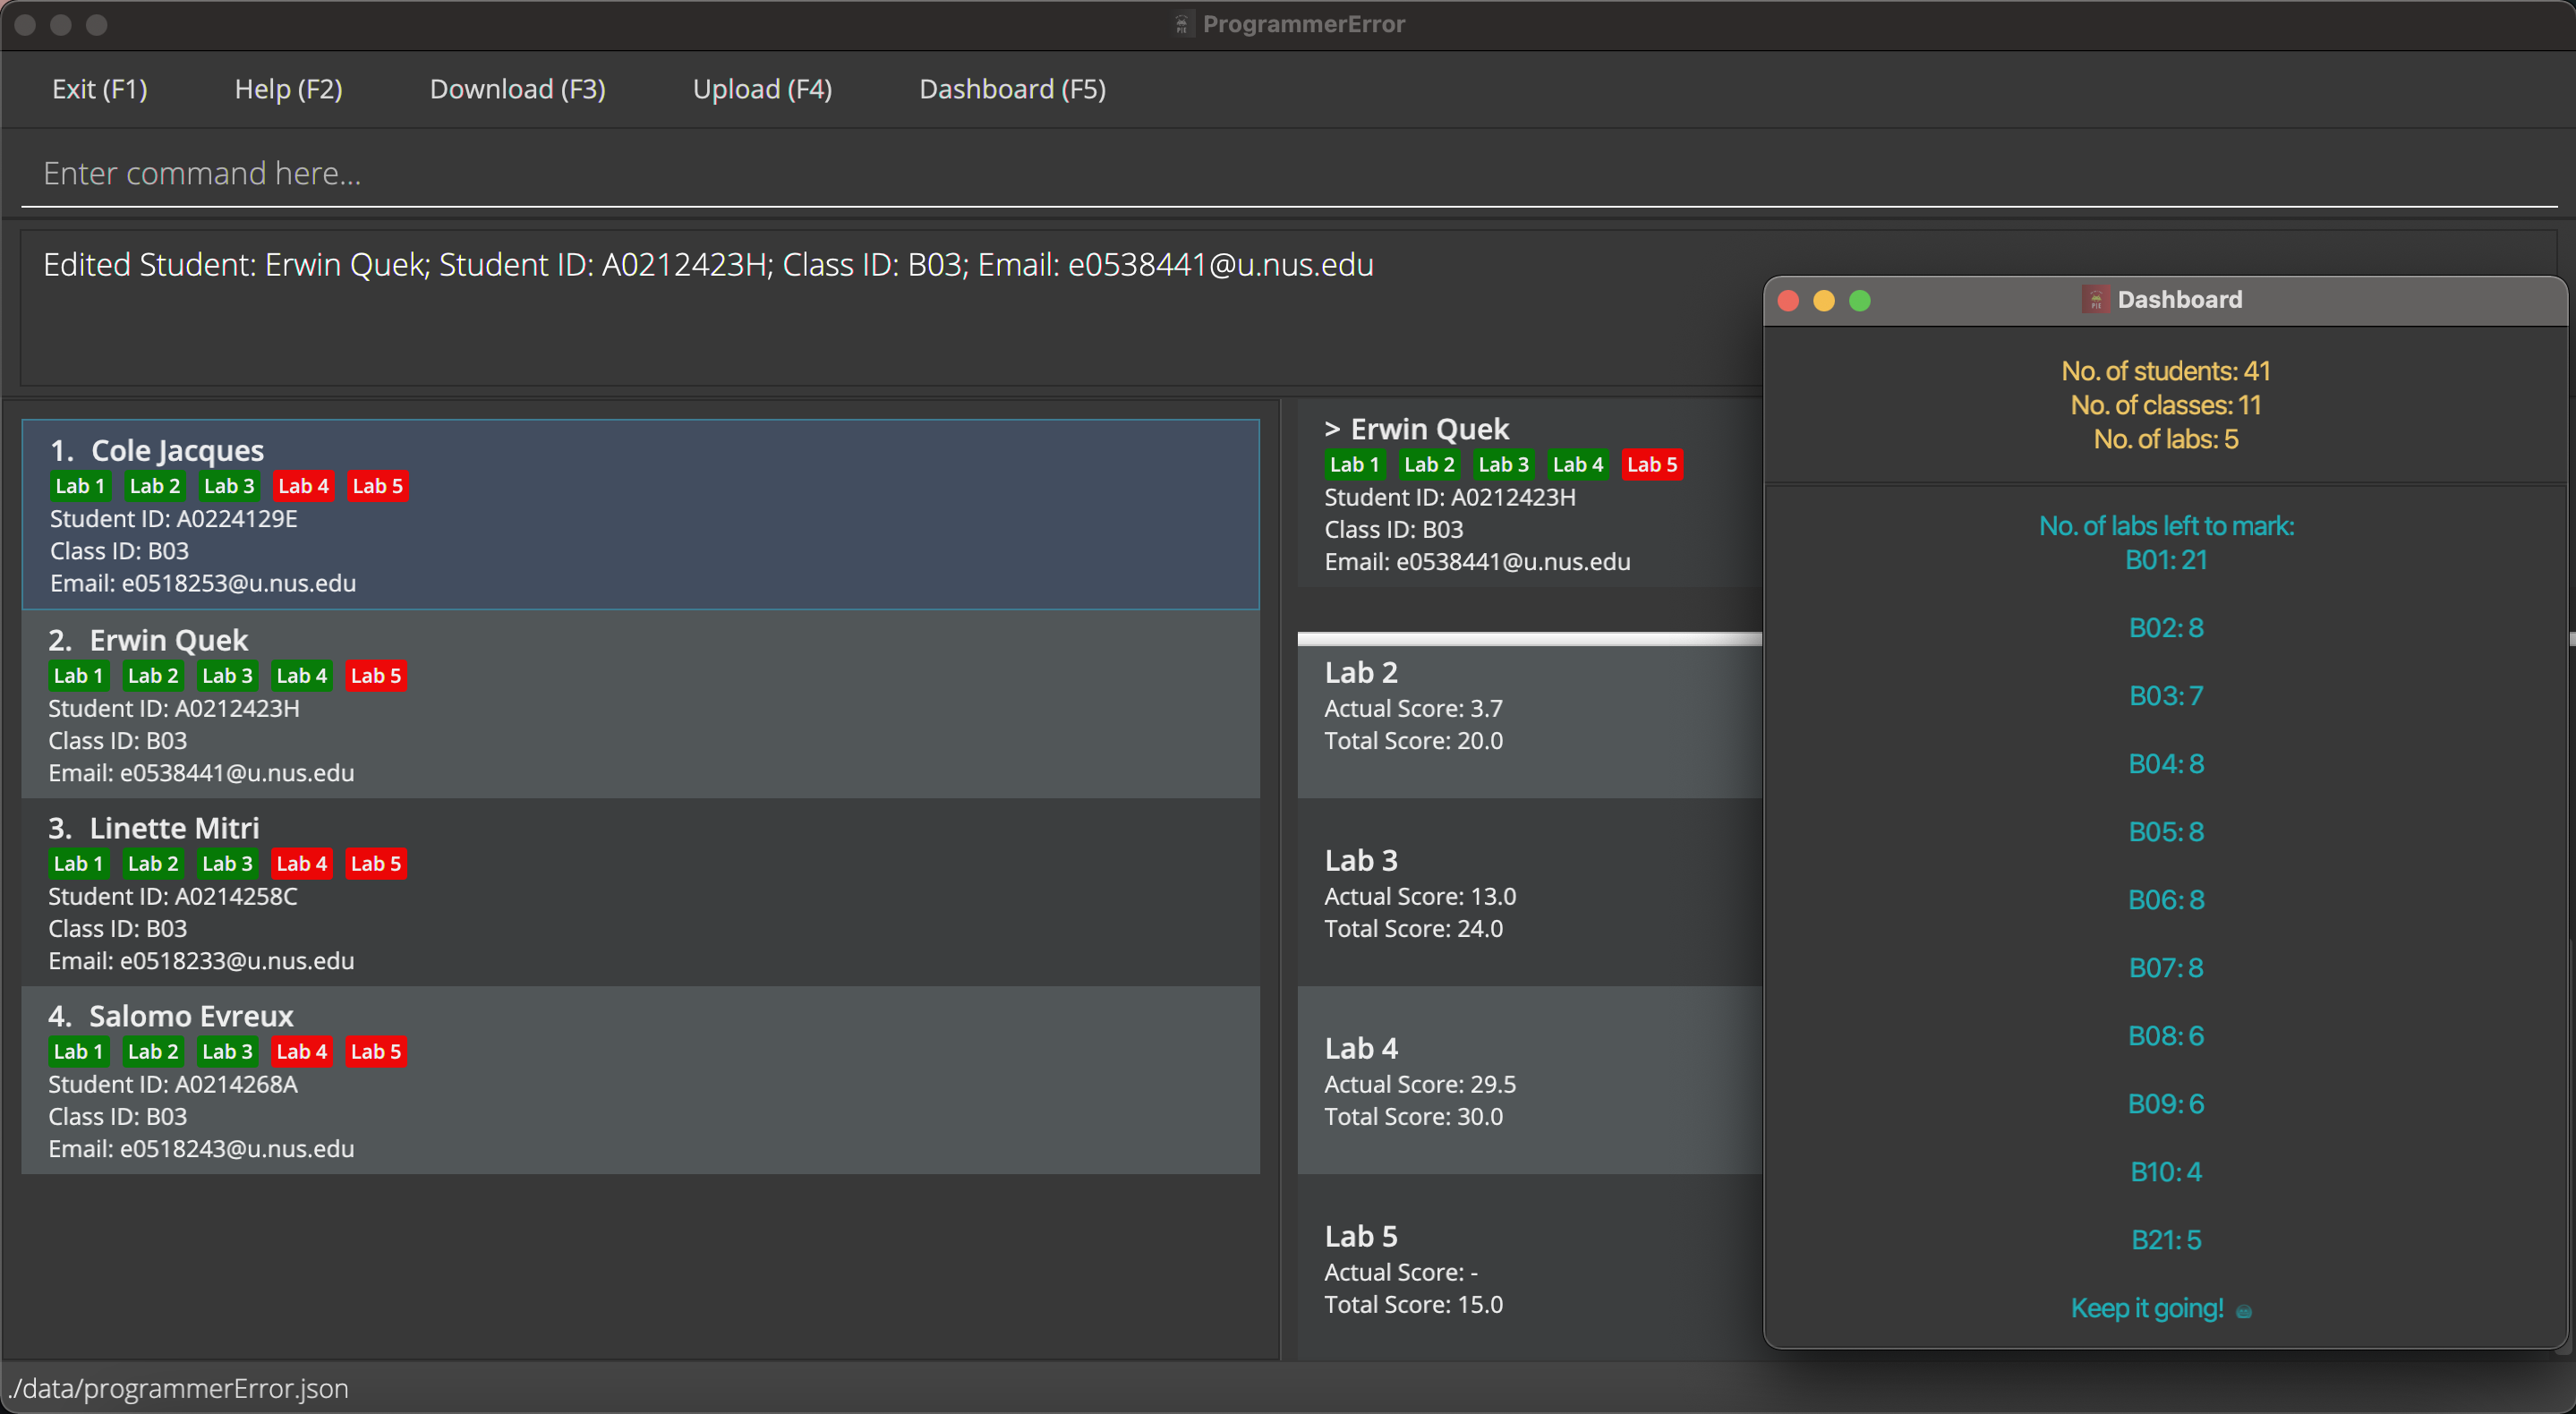 ProgrammerError
Exit (F1) Help (F2) Download (F3) Upload (F4) Dashboard (F5)
Enter command here...
Edited Student: Erwin Quek; Student ID: A0212423H; Class ID: B03; Email: e0538441@u.nus.edu
1. Cole Jacques
Lab 1 Lab 2 Lab 3 Lab 4 Lab 5
Student ID: A0224129E
Class ID: B03
Email: e0518253@u.nus.edu
2. Erwin Quek
Lab 1 Lab 2 Lab 3 Lab 4 Lab 5
Student ID: A0212423H
Class ID: B03
Email: e0538441@u.nus.edu
3. Linette Mitri
Lab 1 Lab 2 Lab 3 Lab 4 Lab 5
Student ID: A0214258C
Class ID: B03
Email: e0518233@u.nus.edu
4. Salomo Evreux
Lab 1 Lab 2 Lab 3 Lab 4 Lab 5
Student ID: A0214268A
Class ID: B03
Email: e0518243@u.nus.edu
> Erwin Quek
Lab 1 Lab 2 Lab 3 Lab 4 Lab 5
Student ID: A0212423H
Class ID: B03
Email: e0538441@u.nus.edu
Lab 2
Actual Score: 3.7
Total Score: 20.0
Lab 3
Actual Score: 13.0
Total Score: 24.0
Lab 4
Actual Score: 29.5
Total Score: 30.0
Lab 5
Actual Score: -
Total Score: 15.0
Dashboard
No. of students: 41
No. of classes: 11
No. of labs: 5
No. of labs left to mark:
B01: 21
B02: 8
B03: 7
B04: 8
B05: 8
B06: 8
B07: 8
B08: 6
B09: 6
B10: 4
B21: 5
Keep it going!
./data/programmerError.json